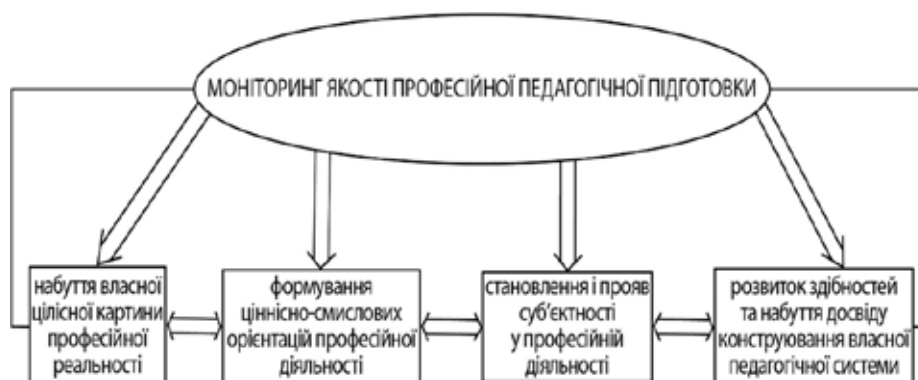 МОНІТОРИНГ ЯКОСТІ ПРОФЕСІЙНОЇ ПЕДАГОГІЧНОЇ ПІДГОТОВКИ
набуття власної
цілісної картини
професійної
реальності
формування
ціннісно-смислових
орієнтацій професійної
діяльності
становлення і прояв
суб'єктності
у професійній
діяльності
розвиток здібностей
та набуття досвіду
конструювання власної
педагогічної системи